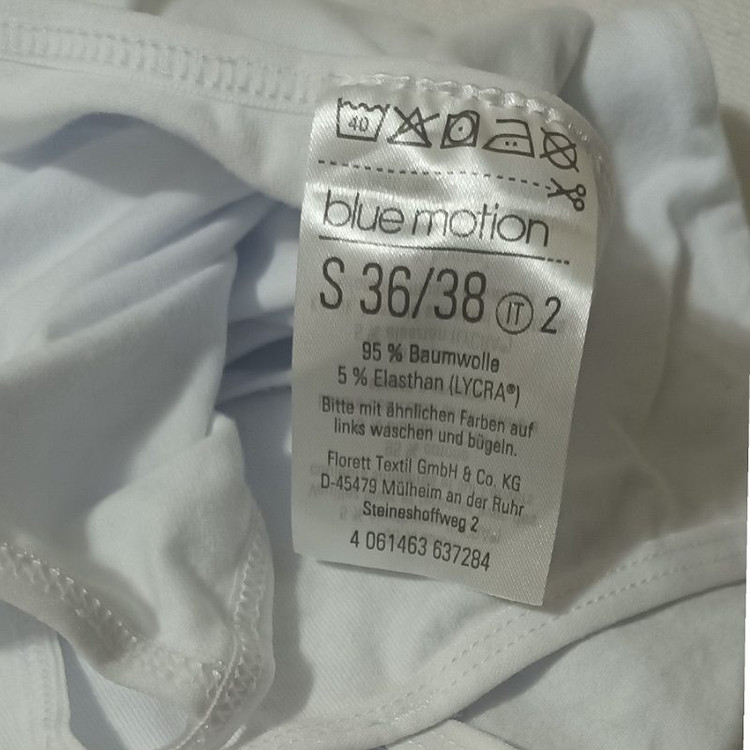 40
blue motion
S 36/38 IT 2
95 % Baumwolle
5 % Elasthan (LYCRA®)
Bitte mit ähnlichen Farben auf
links waschen und bügeln.
Florett Textil GmbH & Co. KG
D-45479 Mülheim an der Ruhr
Steineshoffweg 2
4 061463 637284